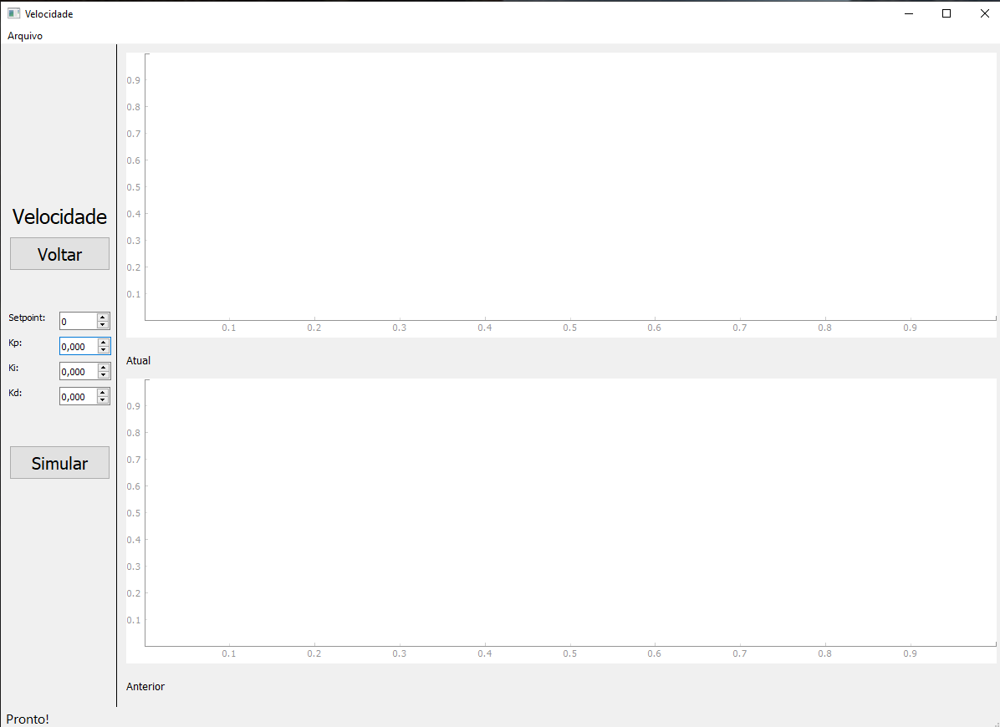 Velocidade
Arquivo
Velocidade
Voltar
Setpoint: 0
Kp: 0,000
Ki: 0,000
Kd: 0,000
Simular
0.9
0.8
0.7
0.6
0.5
0.4
0.3
0.2
0.1
0.1 0.2 0.3 0.4 0.5 0.6 0.7 0.8 0.9
Atual
0.9
0.8
0.7
0.6
0.5
0.4
0.3
0.2
0.1
0.1 0.2 0.3 0.4 0.5 0.6 0.7 0.8 0.9
Anterior
Pronto!